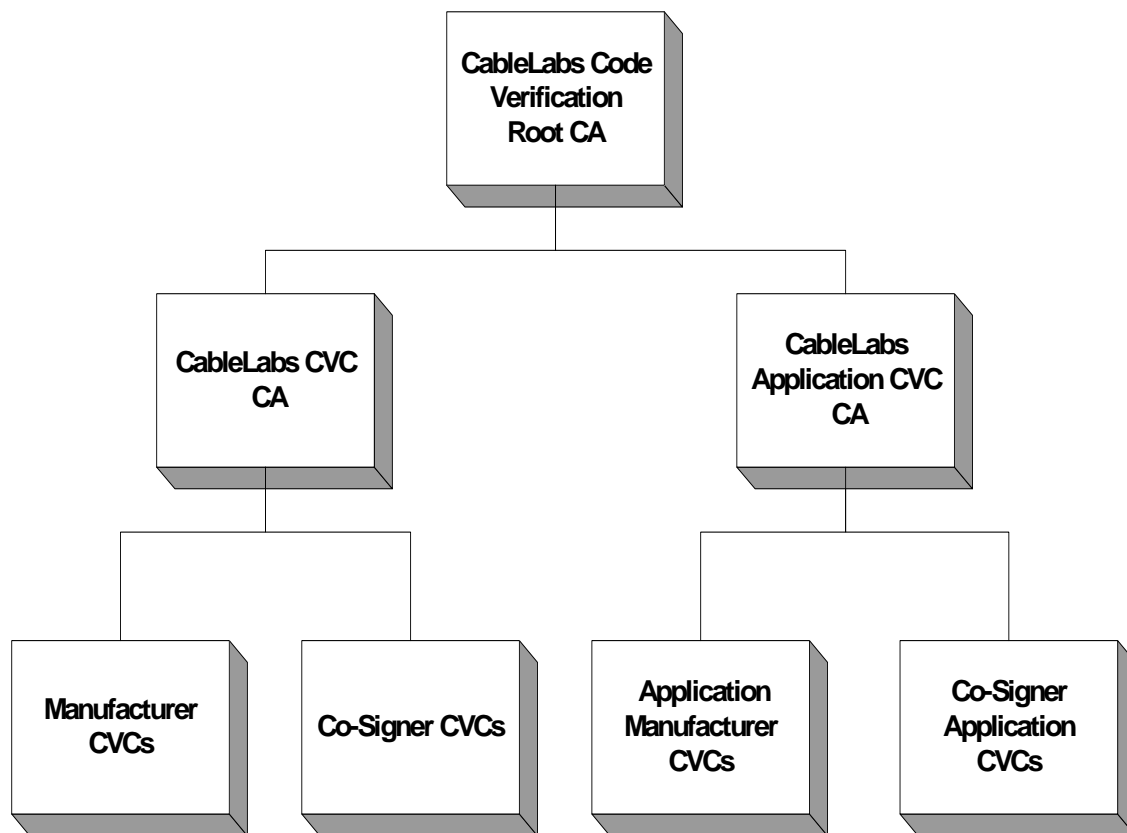 CableLabs Code
Verification
Root CA
CableLabs CVC
CA
CableLabs
Application CVC
CA
Manufacturer
CVCs
Co-Signer CVCs
Application
Manufacturer
CVCs
Co-Signer
Application
CVCs